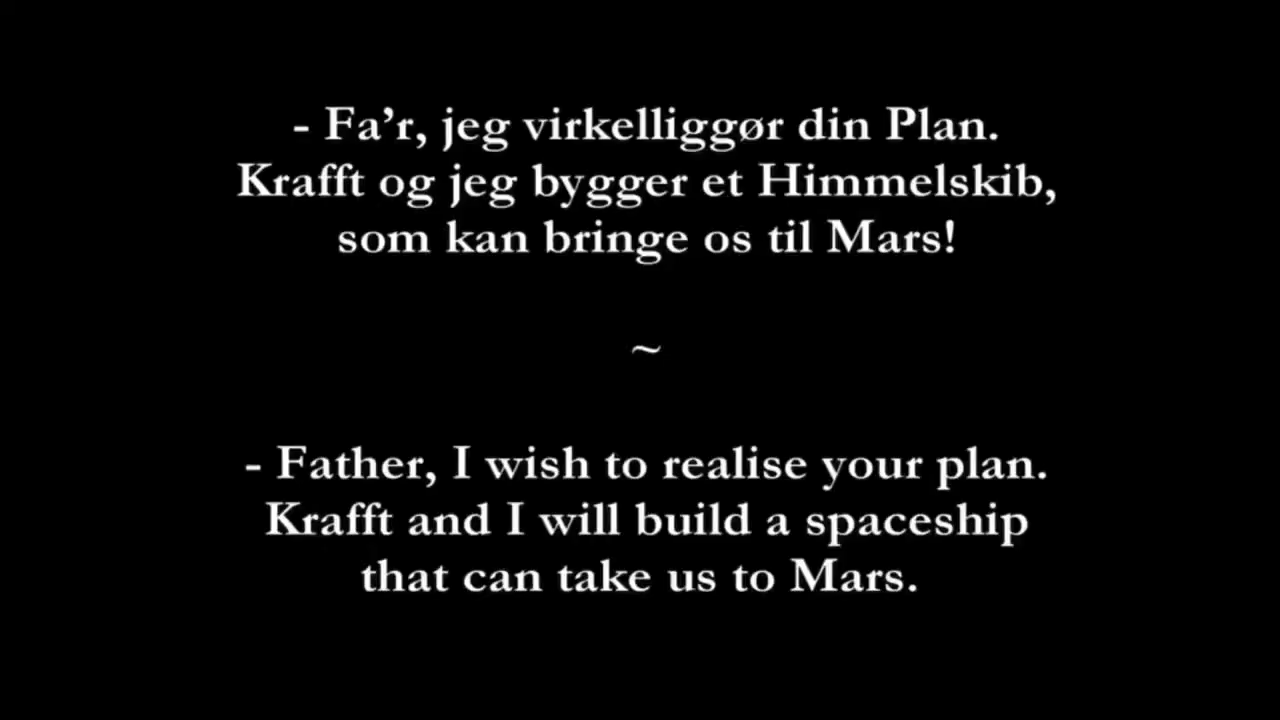 - Fa’r, jeg virkelliggør din Plan.
Krafft og jeg bygger et Himmelskib,
som kan bringe os til Mars!
~
- Father, I wish to realise your plan.
Krafft and I will build a spaceship
that can take us to Mars.